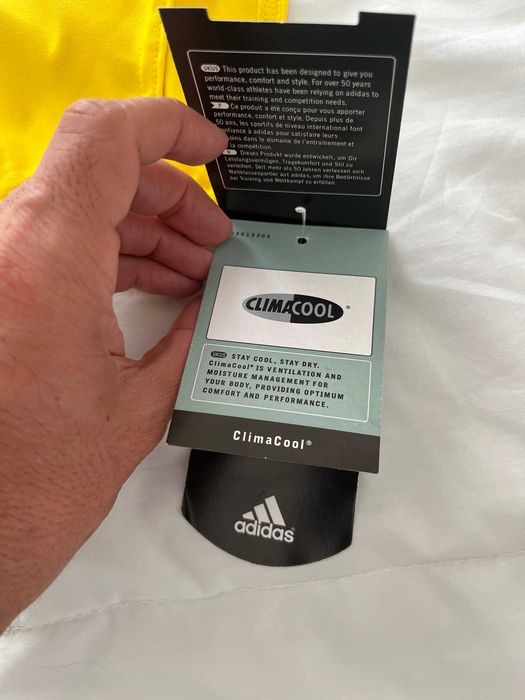 UK/US This product has been designed to give you
performance, comfort and style. For over 50 years
world-class athletes have been relying on adidas to
meet their training and competition needs.
F Ce produit a été conçu pour vous apporter
performance, confort et style. Depuis plus de
50 ans, les sportifs de niveau international font
confiance à adidas pour satisfaire leurs
besoins dans le domaine de l'entraînement et
la compétition.
D Dieses Produkt wurde entwickelt, um Dir
Leistungsvermögen, Tragekomfort und Stil zu
verleihen. Seit mehr als 50 Jahren verlassen sich
Weltklassesportler auf adidas, um ihre Bedürfnisse
bei Training und Wettkampf zu erfüllen.
CLIMACOOL®
UK/US STAY COOL, STAY DRY.
ClimaCool® IS VENTILATION AND
MOISTURE MANAGEMENT FOR
YOUR BODY, PROVIDING OPTIMUM
COMFORT AND PERFORMANCE.
ClimaCool®
adidas®